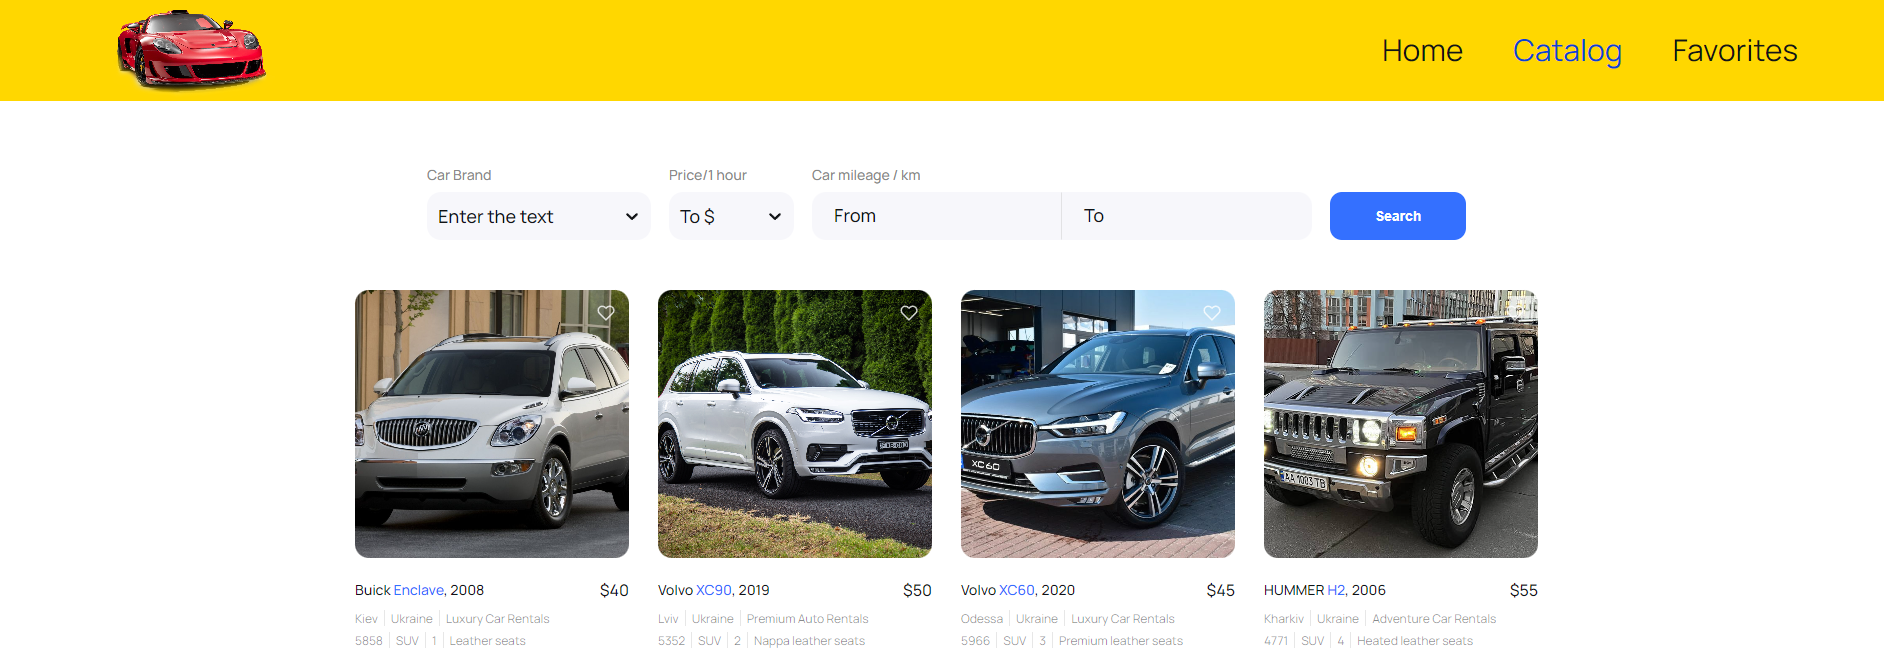 Home Catalog Favorites
Car Brand Price/1 hour Car mileage / km
Enter the text To $ From To Search
XC60
AA 1003 TB
Buick Enclave, 2008 $40
Kiev Ukraine Luxury Car Rentals
5858 SUV 1 Leather seats
Volvo XC90, 2019 $50
Lviv Ukraine Premium Auto Rentals
5352 SUV 2 Nappa leather seats
Volvo XC60, 2020 $45
Odessa Ukraine Luxury Car Rentals
5966 SUV 3 Premium leather seats
HUMMER H2, 2006 $55
Kharkiv Ukraine Adventure Car Rentals
4771 SUV 4 Heated leather seats